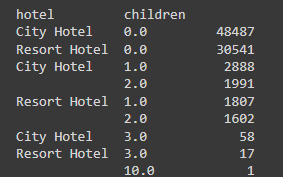 hotel         children
City Hotel    0.0         48487
Resort Hotel  0.0         30541
City Hotel    1.0          2888
              2.0          1991
Resort Hotel  1.0          1807
              2.0          1602
City Hotel    3.0            58
Resort Hotel  3.0            17
              10.0            1